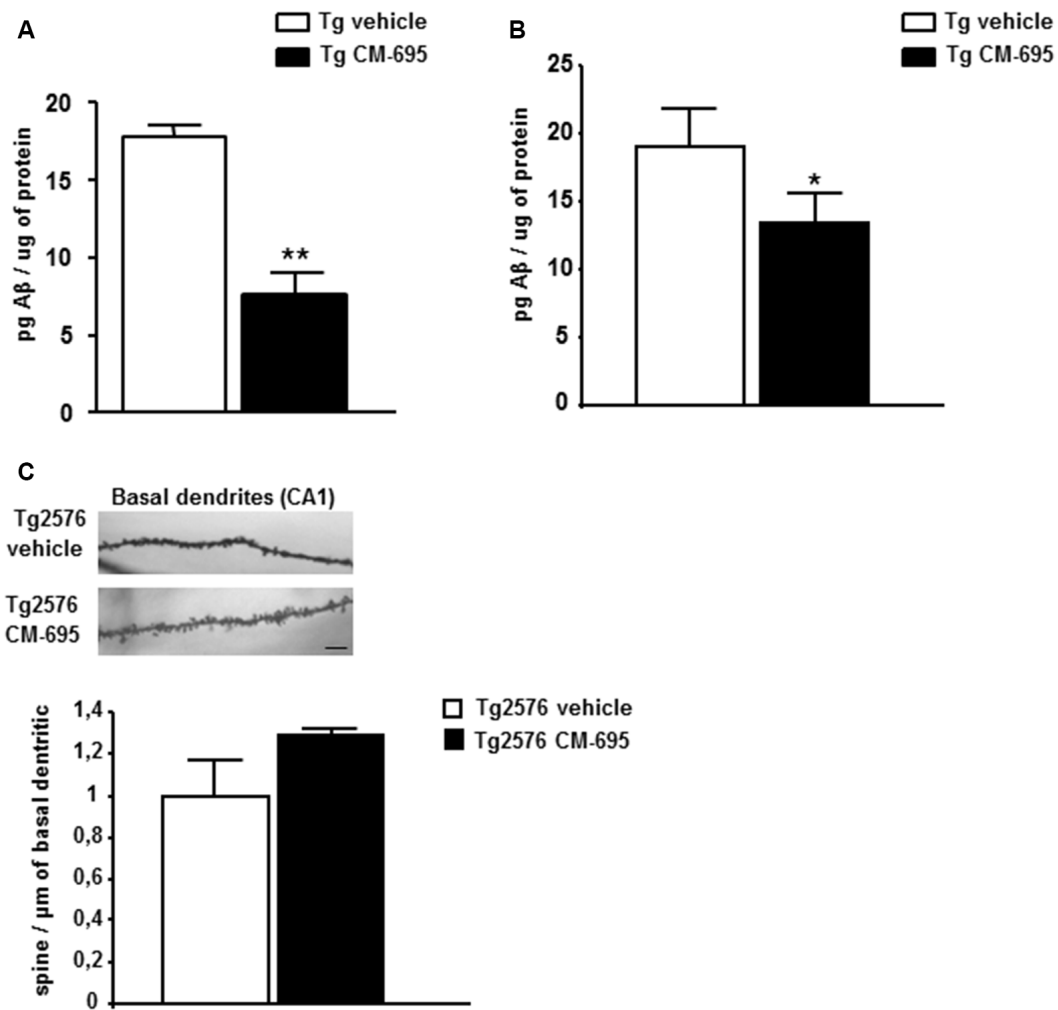 A
Tg vehicle
Tg CM-695
pg Aβ / ug of protein
20
15
10
5
0
**
B
Tg vehicle
Tg CM-695
pg Aβ / ug of protein
25
20
15
10
5
0
*
C
Basal dendrites (CA1)
Tg2576
vehicle
Tg2576
CM-695
spine / µm of basal dentritic
1,4
1,2
1
0,8
0,6
0,4
0,2
0
Tg2576 vehicle
Tg2576 CM-695